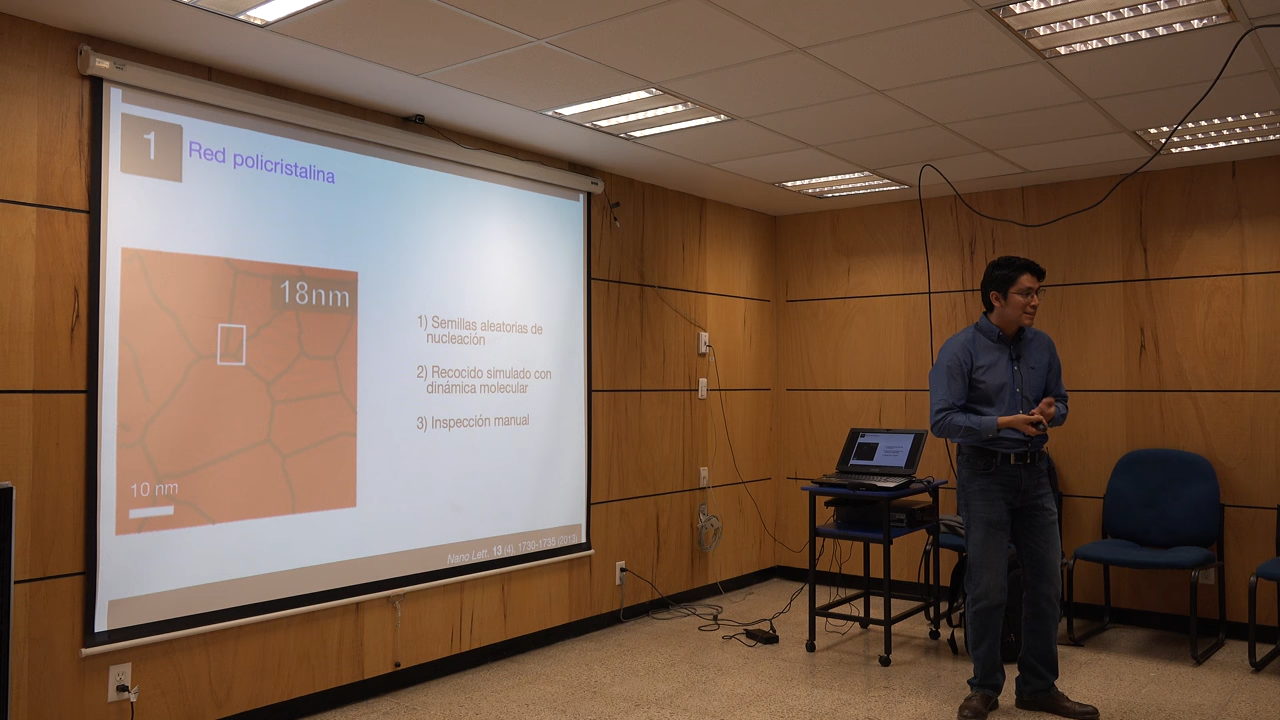 1
Red policristalina
18nm
10 nm
1) Semillas aleatorias de
nucleación
2) Recocido simulado con
dinámica molecular
3) Inspección manual
Nano Lett. 13 (4), 1730-1735 (2013)